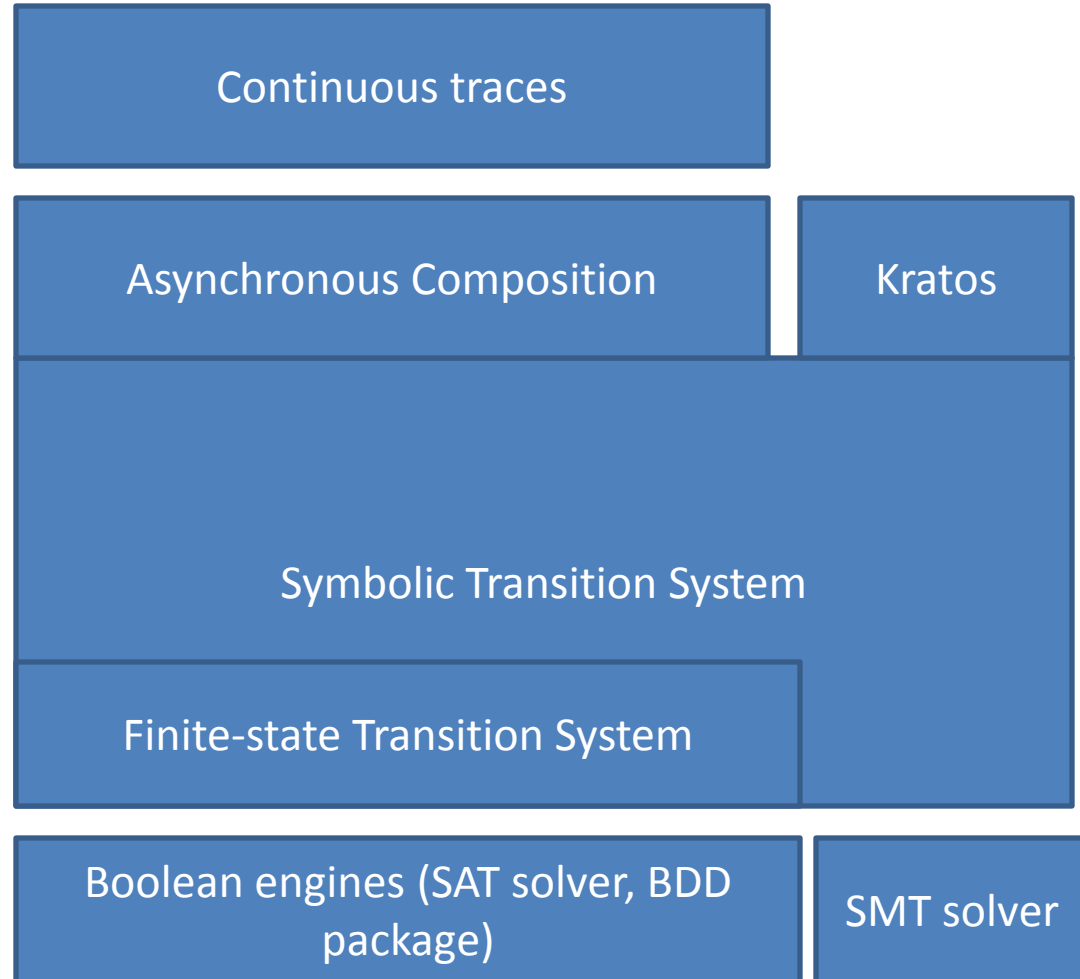 Continuous traces
Asynchronous Composition
Kratos
Symbolic Transition System
Finite-state Transition System
Boolean engines (SAT solver, BDD
package)
SMT solver